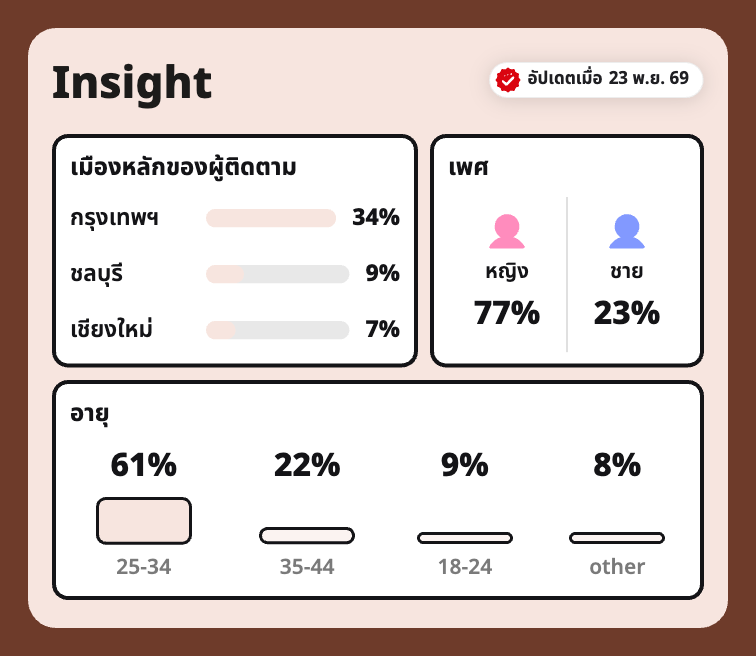 Insight
อัปเดตเมื่อ 23 พ.ย. 69
เมืองหลักของผู้ติดตาม
กรุงเทพฯ 34%
ชลบุรี 9%
เชียงใหม่ 7%
เพศ
หญิง ชาย
77% 23%
อายุ
61% 22% 9% 8%
25-34 35-44 18-24 other